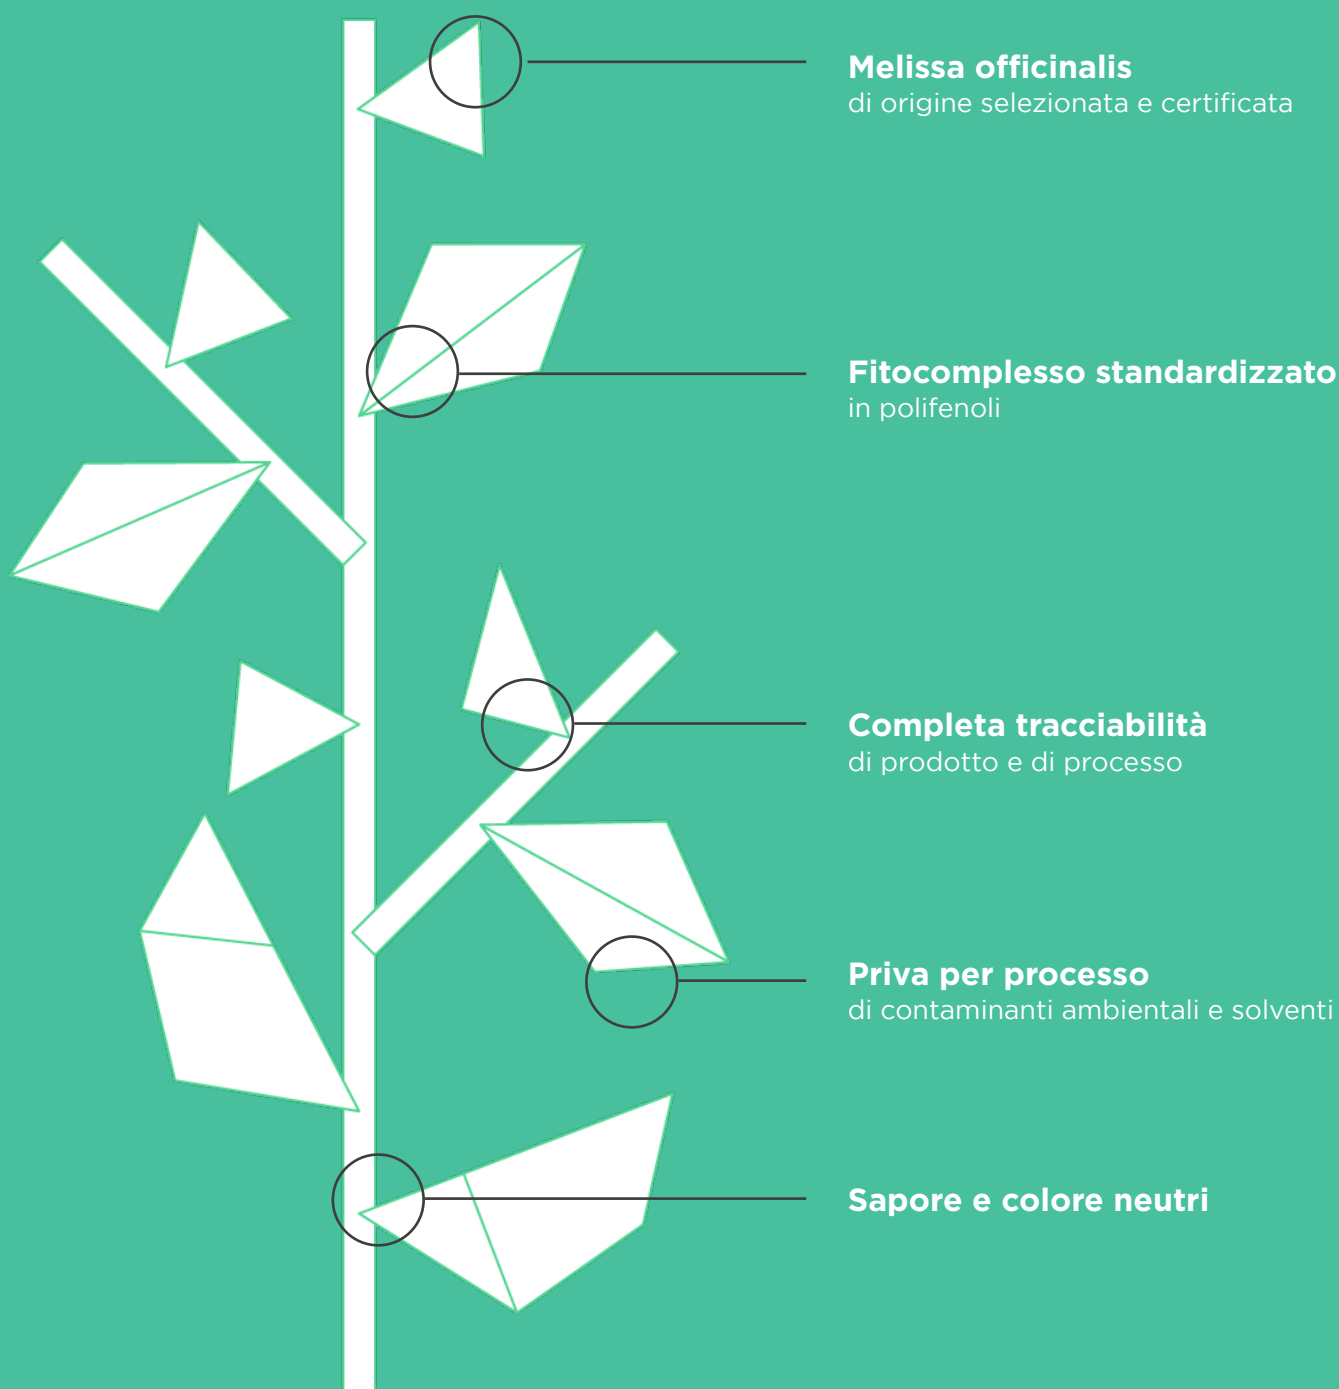 Melissa officinalis
di origine selezionata e certificata
Fitocomplesso standardizzato
in polifenoli
Completa tracciabilità
di prodotto e di processo
Priva per processo
di contaminanti ambientali e solventi
Sapore e colore neutri